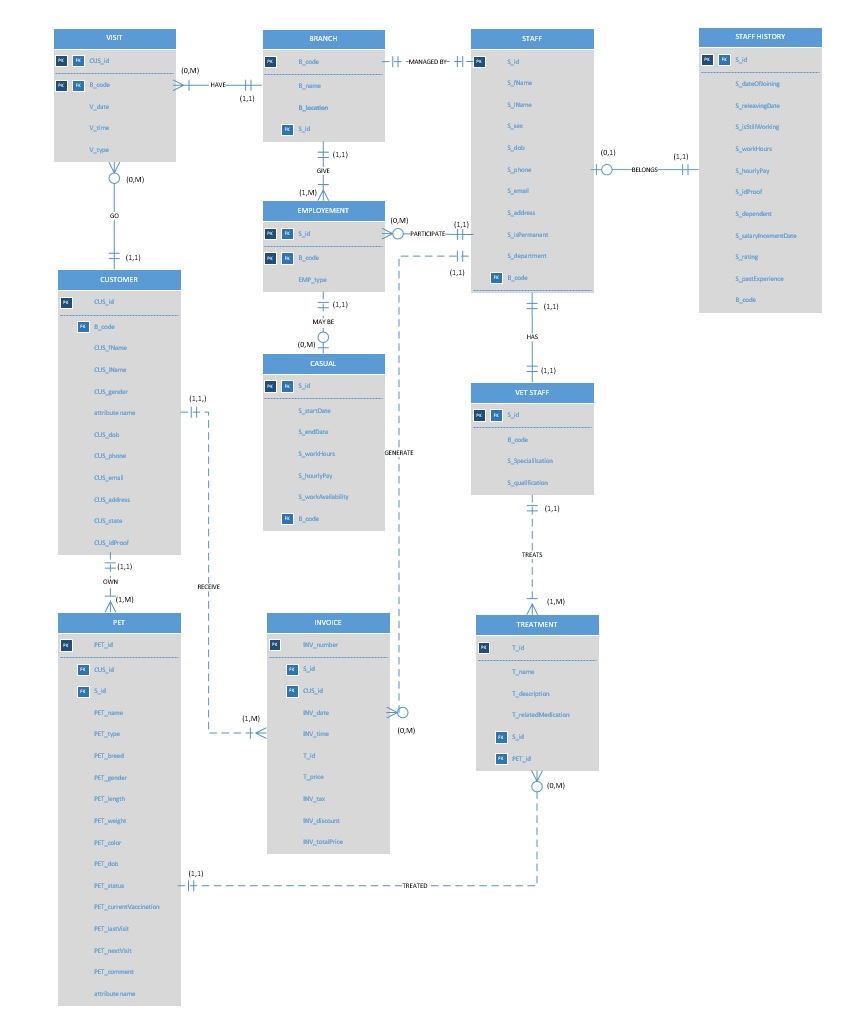 VISIT
PK FK CUS_id
PK FK B_code
V_date
V_time
V_type
(0,M)
HAVE
(1,1)
BRANCH
PK B_code
B_name
B_location
FK S_id
MANAGED BY
STAFF
PK S_id
S_fName
S_lName
S_sex
S_dob
S_phone
S_email
S_address
S_idPermanant
S_department
FK B_code
STAFF HISTORY
PK FK S_id
S_dateOfJoining
S_releavingDate
S_isStillWorking
S_workHours
S_hourlyPay
S_idProof
S_dependent
S_salaryIncementDate
S_rating
S_pastExperience
B_code
(0,1)
BELONGS
(1,1)
(1,1)
GIVE
(1,M)
(0,M)
GO
(1,1)
EMPLOYEMENT
PK FK S_id
PK FK B_code
EMP_type
(0,M)
PARTICIPATE
(1,1)
(1,1)
(1,1)
MAY BE
(0,M)
(1,1)
HAS
(1,1)
CUSTOMER
PK CUS_id
FK B_code
CUS_fName
CUS_lName
CUS_gender
attribute name
CUS_dob
CUS_phone
CUS_email
CUS_address
CUS_state
CUS_idProof
CASUAL
PK FK S_id
S_startDate
S_endDate
S_workHours
S_hourlyPay
S_workAvailability
FK B_code
VET STAFF
PK FK S_id
B_code
S_Specialisation
S_qualification
(1,1,)
GENERATE
(1,1)
TREATS
(1,M)
(1,1)
OWN
(1,M)
RECEIVE
PET
PK PET_id
FK CUS_id
FK S_id
PET_name
PET_type
PET_breed
PET_gender
PET_length
PET_weight
PET_color
PET_dob
PET_status
PET_currentVaccination
PET_lastVisit
PET_nextVisit
PET_comment
attribute name
INVOICE
PK INV_number
FK S_id
FK CUS_id
INV_date
INV_time
T_id
T_price
INV_tax
INV_discount
INV_totalPrice
(1,M)
(0,M)
TREATMENT
PK T_id
T_name
T_description
T_relatedMedication
FK S_id
FK PET_id
(0,M)
(1,1)
TREATED